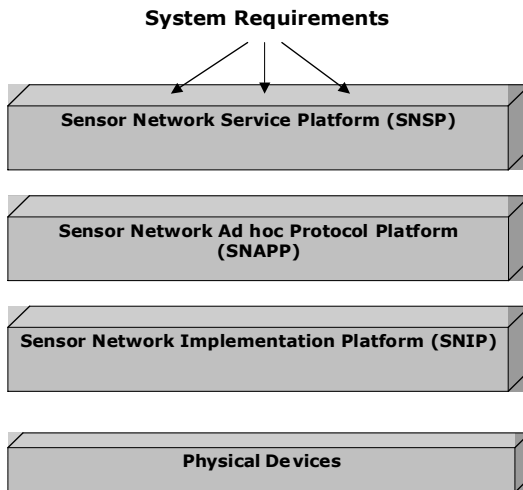 System Requirements
Sensor Network Service Platform (SNSP)
Sensor Network Ad hoc Protocol Platform
(SNAPP)
Sensor Network Implementation Platform (SNIP)
Physical Devices